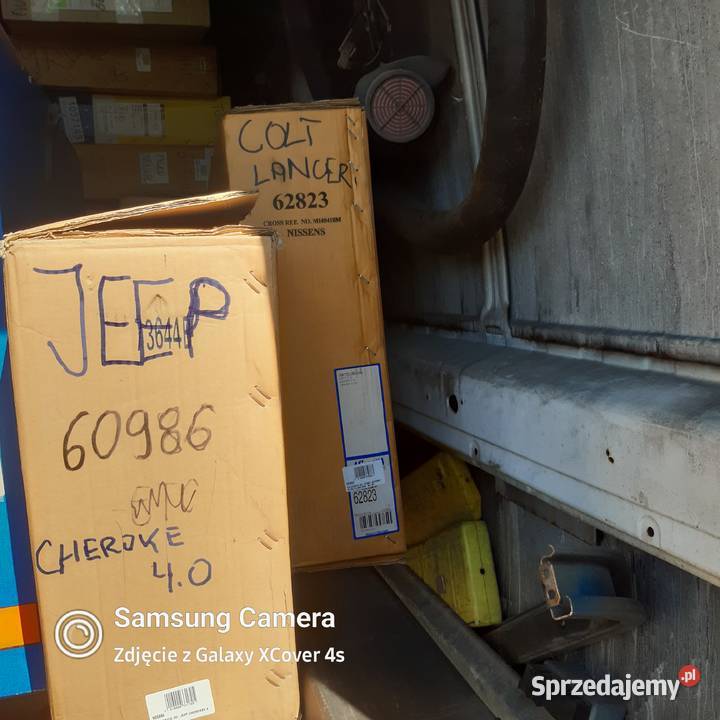 COLT
LANCER
62823
CROSS REF. NO.
NISSENS
62823
JEEP
3644
60986
GMC
CHEROKE
4.0
Samsung Camera
Zdjęcie z Galaxy XCover 4s
Sprzedajemy.pl